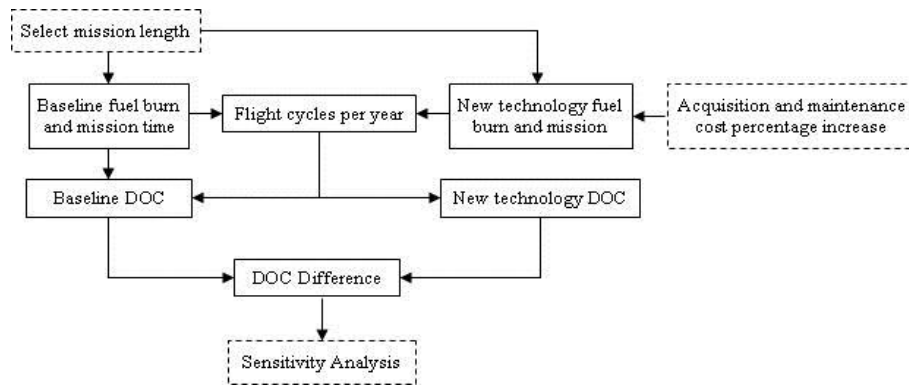 Select mission length
Baseline fuel burn
and mission time
Flight cycles per year
New technology fuel
burn and mission
Acquisition and maintenance
cost percentage increase
Baseline DOC
New technology DOC
DOC Difference
Sensitivity Analysis